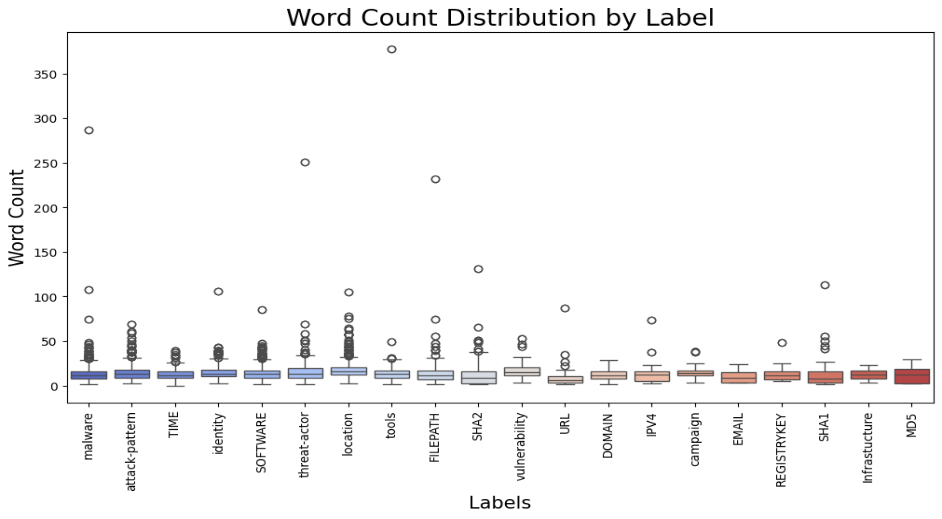 Word Count Distribution by Label
Word Count
350
300
250
200
150
100
50
0
malware
attack-pattern
TIME
identity
SOFTWARE
threat-actor
location
tools
FILEPATH
SHA2
vulnerability
URL
DOMAIN
IPV4
campaign
EMAIL
REGISTRYKEY
SHA1
Infrastucture
MD5
Labels